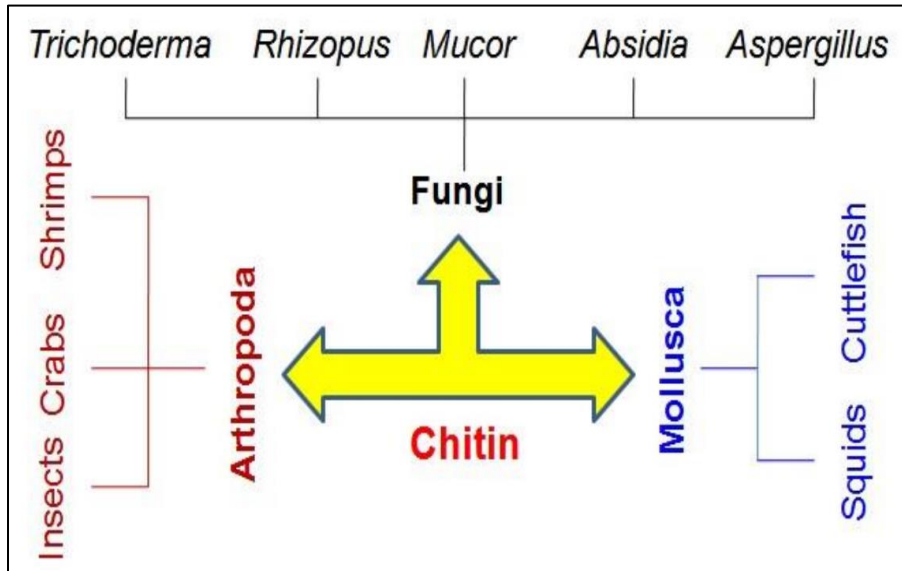 Trichoderma Rhizopus Mucor Absidia Aspergillus
Fungi
Shrimps
Crabs
Insects
Arthropoda
Chitin
Mollusca
Cuttlefish
Squids